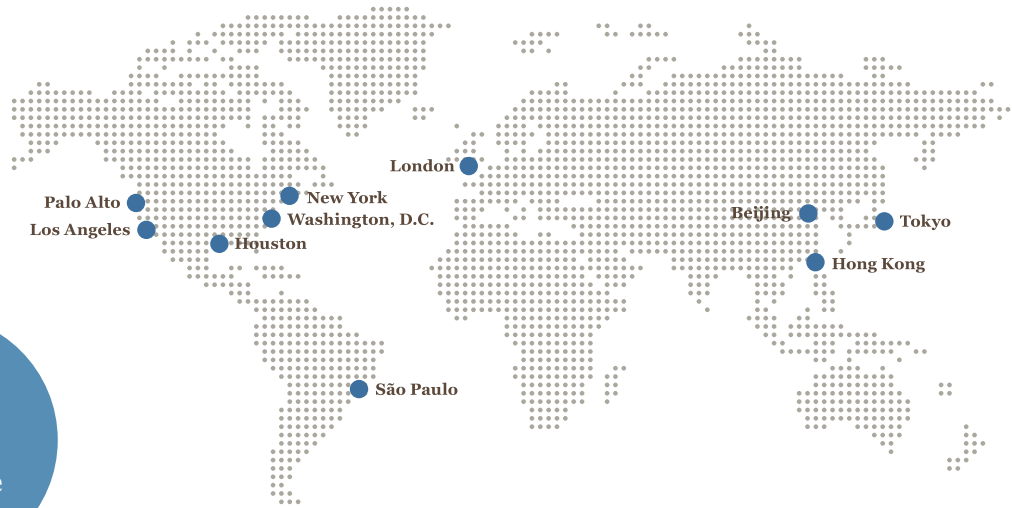 London
New York
Palo Alto
Washington, D.C.
Beijing
Tokyo
Los Angeles
Houston
Hong Kong
São Paulo
e